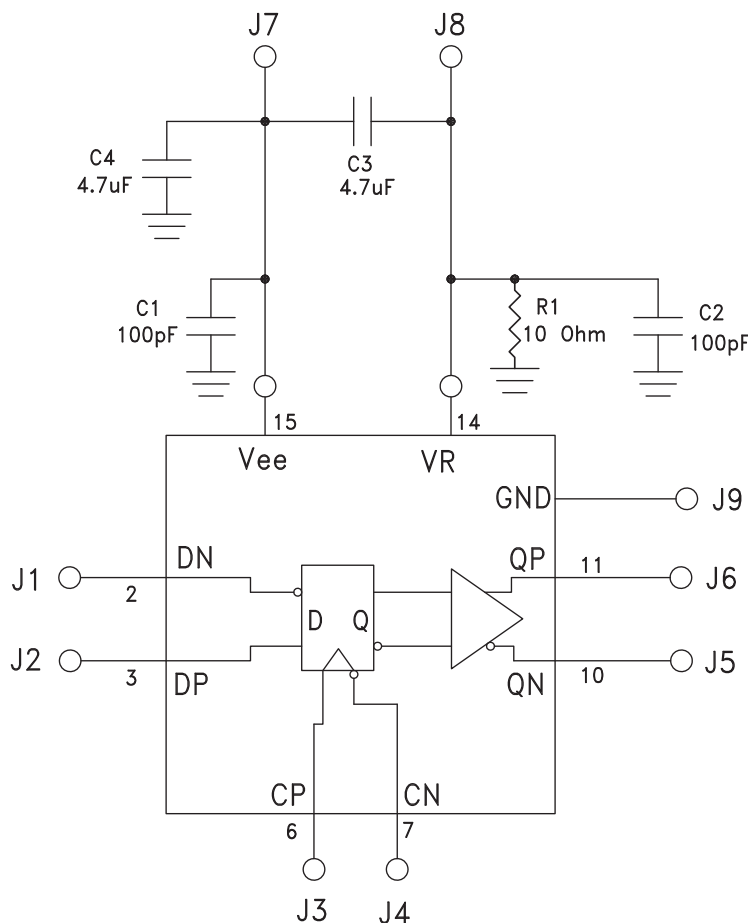 J7
J8
C4
4.7uF
C3
4.7uF
C1
100pF
R1
10 Ohm
C2
100pF
15
14
Vee
VR
GND
J9
DN
QP
J1
2
11
J6
D
Q
J2
3
DP
QN
10
J5
CP
CN
6
7
J3
J4